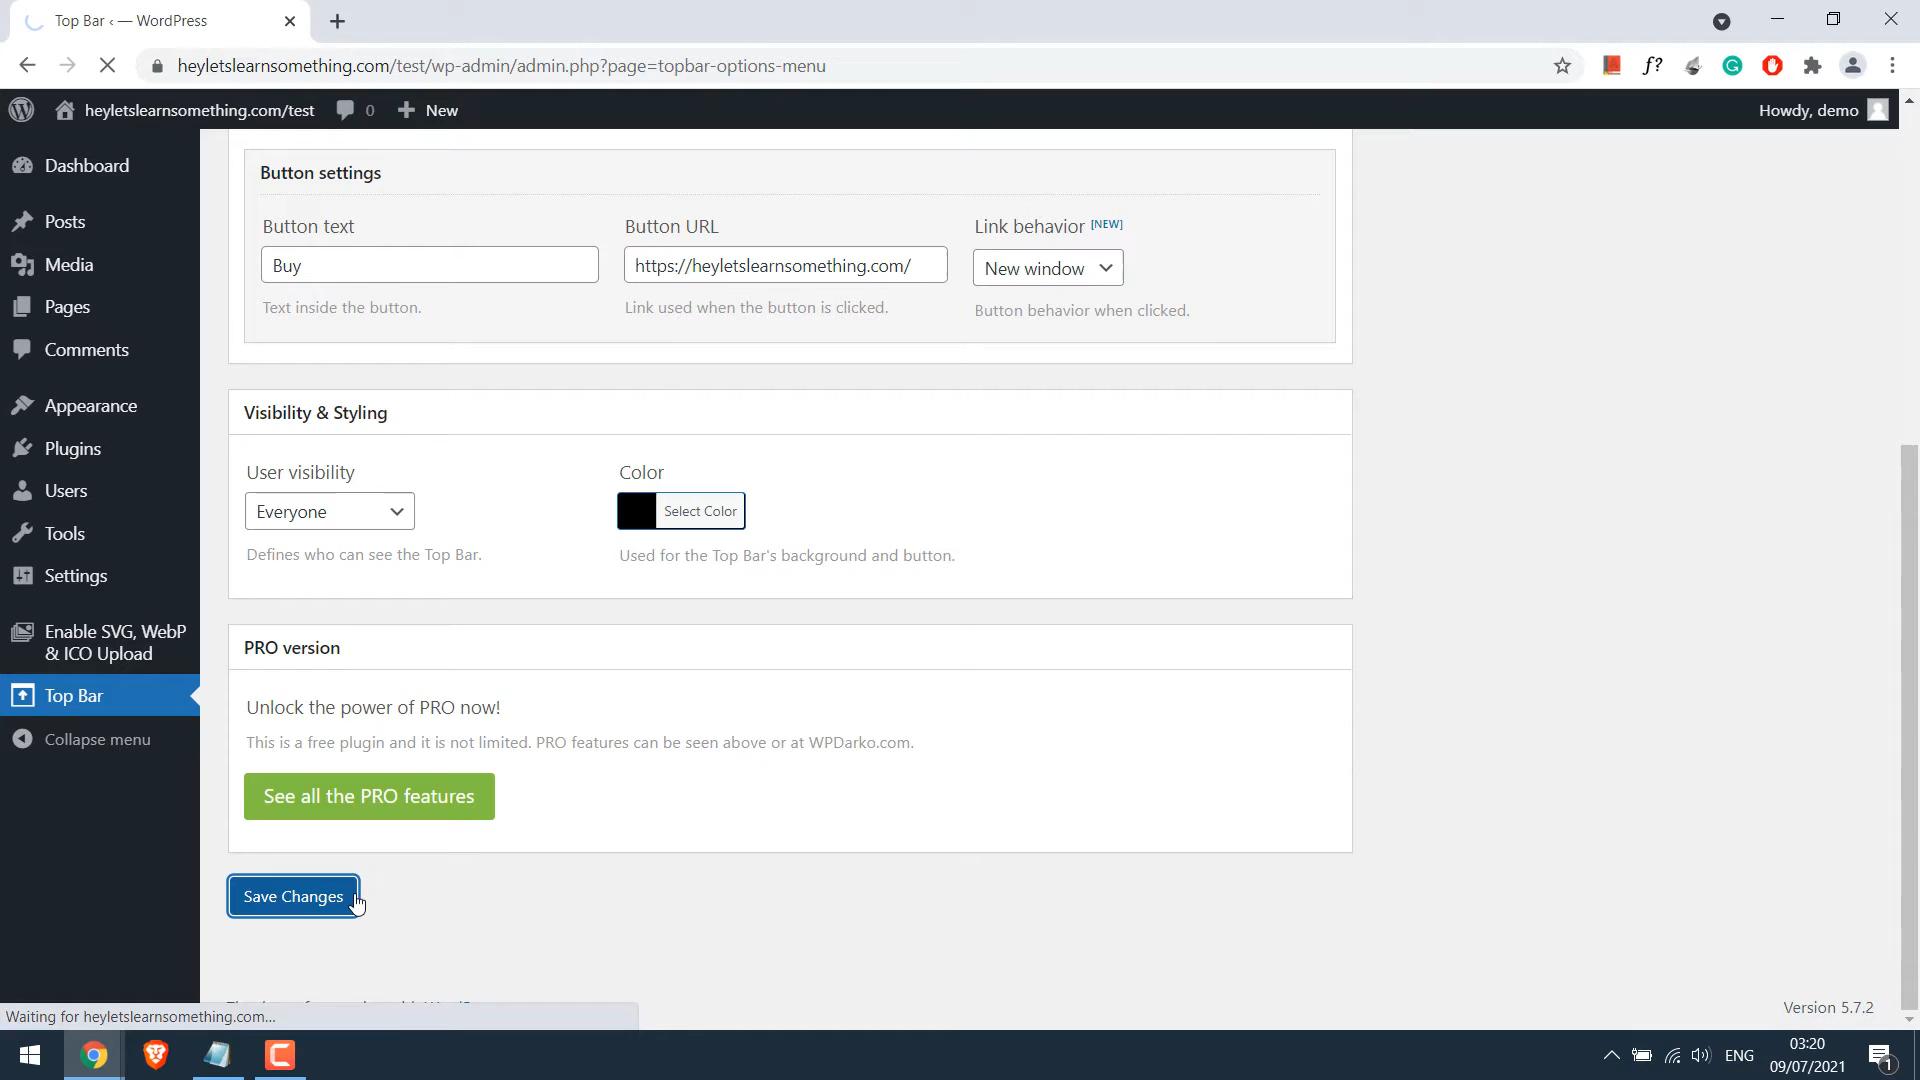 Top Bar ‹ — WordPress
heyletslearnsomething.com/test/wp-admin/admin.php?page=topbar-options-menu
heyletslearnsomething.com/test
0
New
Howdy, demo
Dashboard
Posts
Media
Pages
Comments
Appearance
Plugins
Users
Tools
Settings
Enable SVG, WebP
& ICO Upload
Top Bar
Collapse menu
Button settings
Button text
Button URL
Link behavior [NEW]
Buy
https://heyletslearnsomething.com/
New window
Text inside the button.
Link used when the button is clicked.
Button behavior when clicked.
Visibility & Styling
User visibility
Color
Everyone
Select Color
Defines who can see the Top Bar.
Used for the Top Bar's background and button.
PRO version
Unlock the power of PRO now!
This is a free plugin and it is not limited. PRO features can be seen above or at WPDarko.com.
See all the PRO features
Save Changes
Version 5.7.2
Waiting for heyletslearnsomething.com...
ENG
03:20
09/07/2021
1